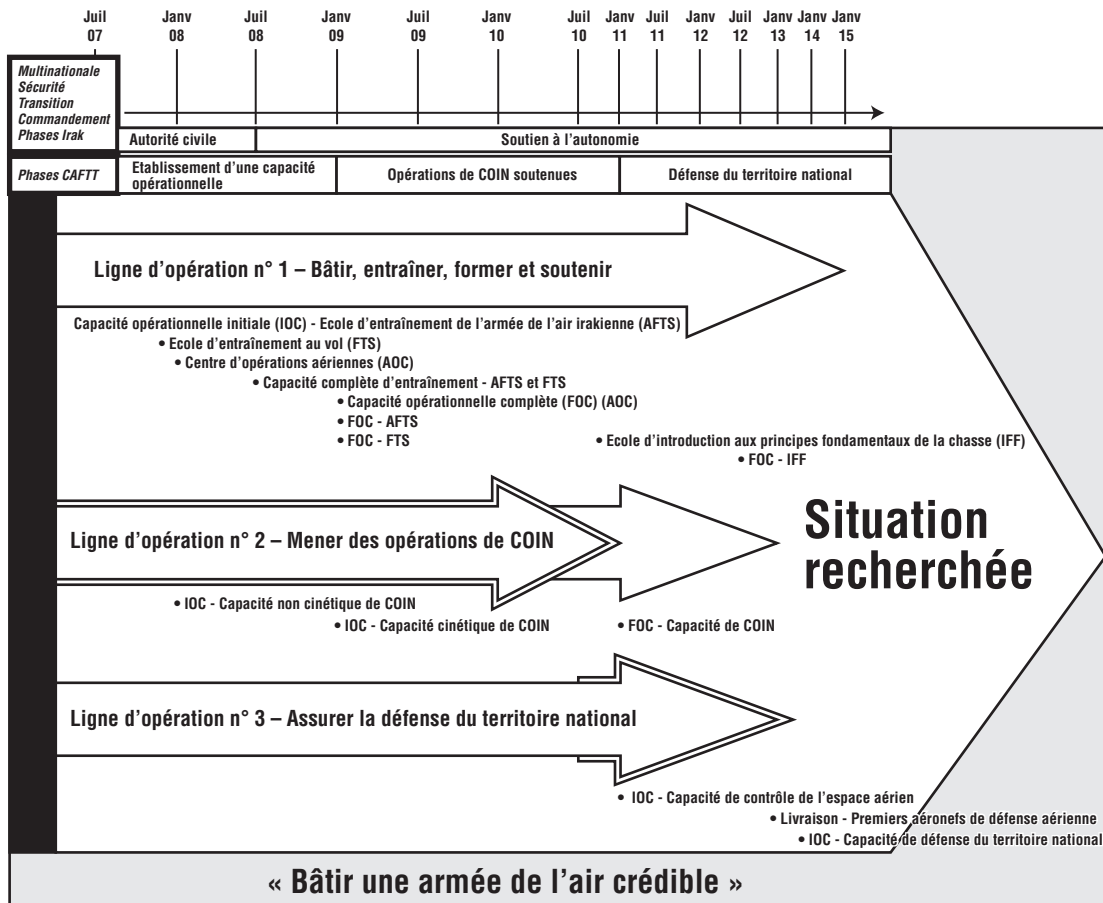 Juil Janv Juil Janv Juil Janv Juil Janv Juil Janv Juil Janv Janv Janv
07 08 08 09 09 10 10 11 11 12 12 13 14 15
Multinationale
Sécurité
Transition
Commandement
Phases Irak
Autorité civile
Soutien à l'autonomie
Phases CAFTT
Etablissement d'une capacité
opérationnelle
Opérations de COIN soutenues
Défense du territoire national
Ligne d'opération n° 1 – Bâtir, entraîner, former et soutenir
Capacité opérationnelle initiale (IOC) - Ecole d'entraînement de l'armée de l'air irakienne (AFTS)
• Ecole d'entraînement au vol (FTS)
• Centre d'opérations aériennes (AOC)
• Capacité complète d'entraînement - AFTS et FTS
• Capacité opérationnelle complète (FOC) (AOC)
• FOC - AFTS
• FOC - FTS
• Ecole d'introduction aux principes fondamentaux de la chasse (IFF)
• FOC - IFF
Ligne d'opération n° 2 – Mener des opérations de COIN
Situation
recherchée
• IOC - Capacité non cinétique de COIN
• IOC - Capacité cinétique de COIN
• FOC - Capacité de COIN
Ligne d'opération n° 3 – Assurer la défense du territoire national
• IOC - Capacité de contrôle de l'espace aérien
• Livraison - Premiers aéronefs de défense aérienne
• IOC - Capacité de défense du territoire national
« Bâtir une armée de l'air crédible »